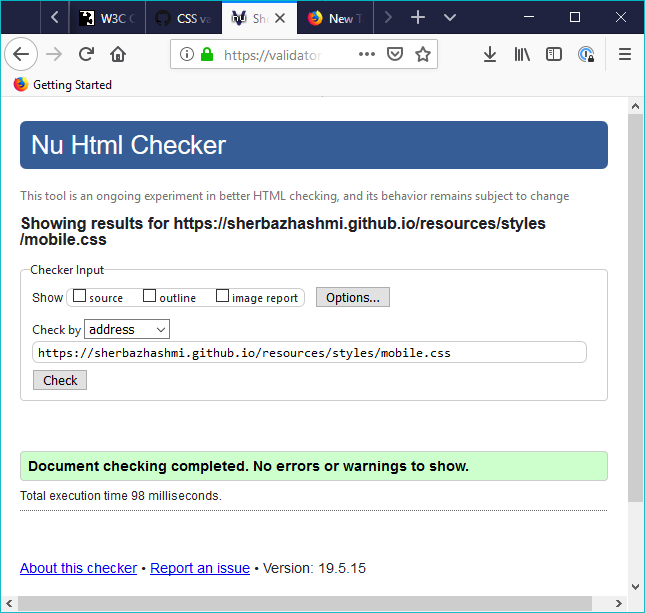 W3C C
CSS va
She
New T
https://validator
Getting Started
Nu Html Checker
This tool is an ongoing experiment in better HTML checking, and its behavior remains subject to change
Showing results for https://sherbazhashmi.github.io/resources/styles
/mobile.css
Checker Input
Show source outline image report Options...
Check by address
https://sherbazhashmi.github.io/resources/styles/mobile.css
Check
Document checking completed. No errors or warnings to show.
Total execution time 98 milliseconds.
About this checker • Report an issue • Version: 19.5.15